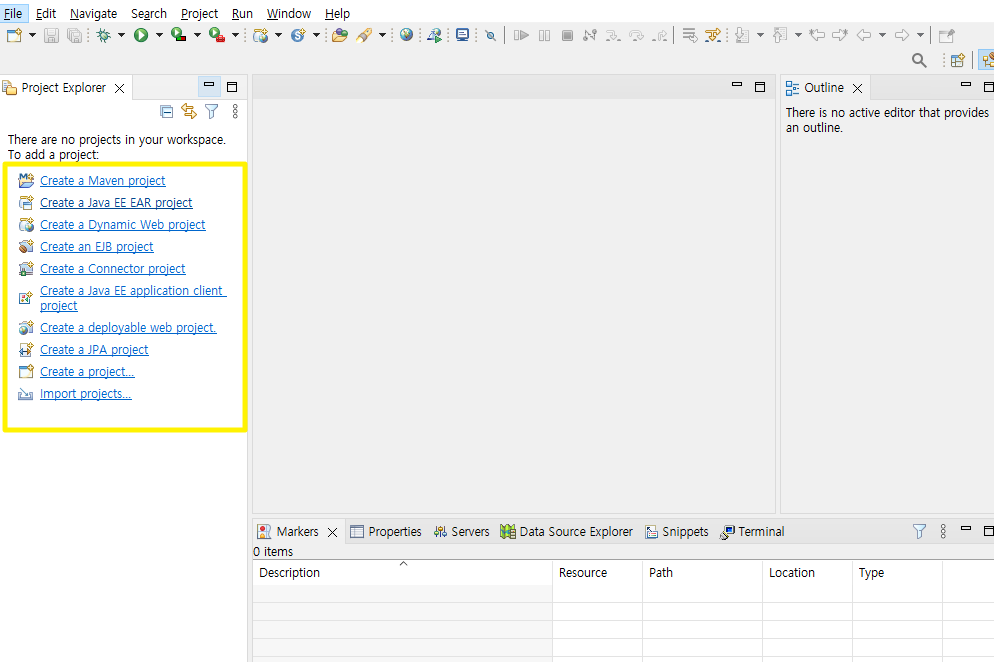 File Edit Navigate Search Project Run Window Help
Project Explorer
There are no projects in your workspace.
To add a project:
Create a Maven project
Create a Java EE EAR project
Create a Dynamic Web project
Create an EJB project
Create a Connector project
Create a Java EE application client
project
Create a deployable web project.
Create a JPA project
Create a project...
Import projects...
Outline
There is no active editor that provides
an outline.
Markers Properties Servers Data Source Explorer Snippets Terminal
0 items
Description Resource Path Location Type